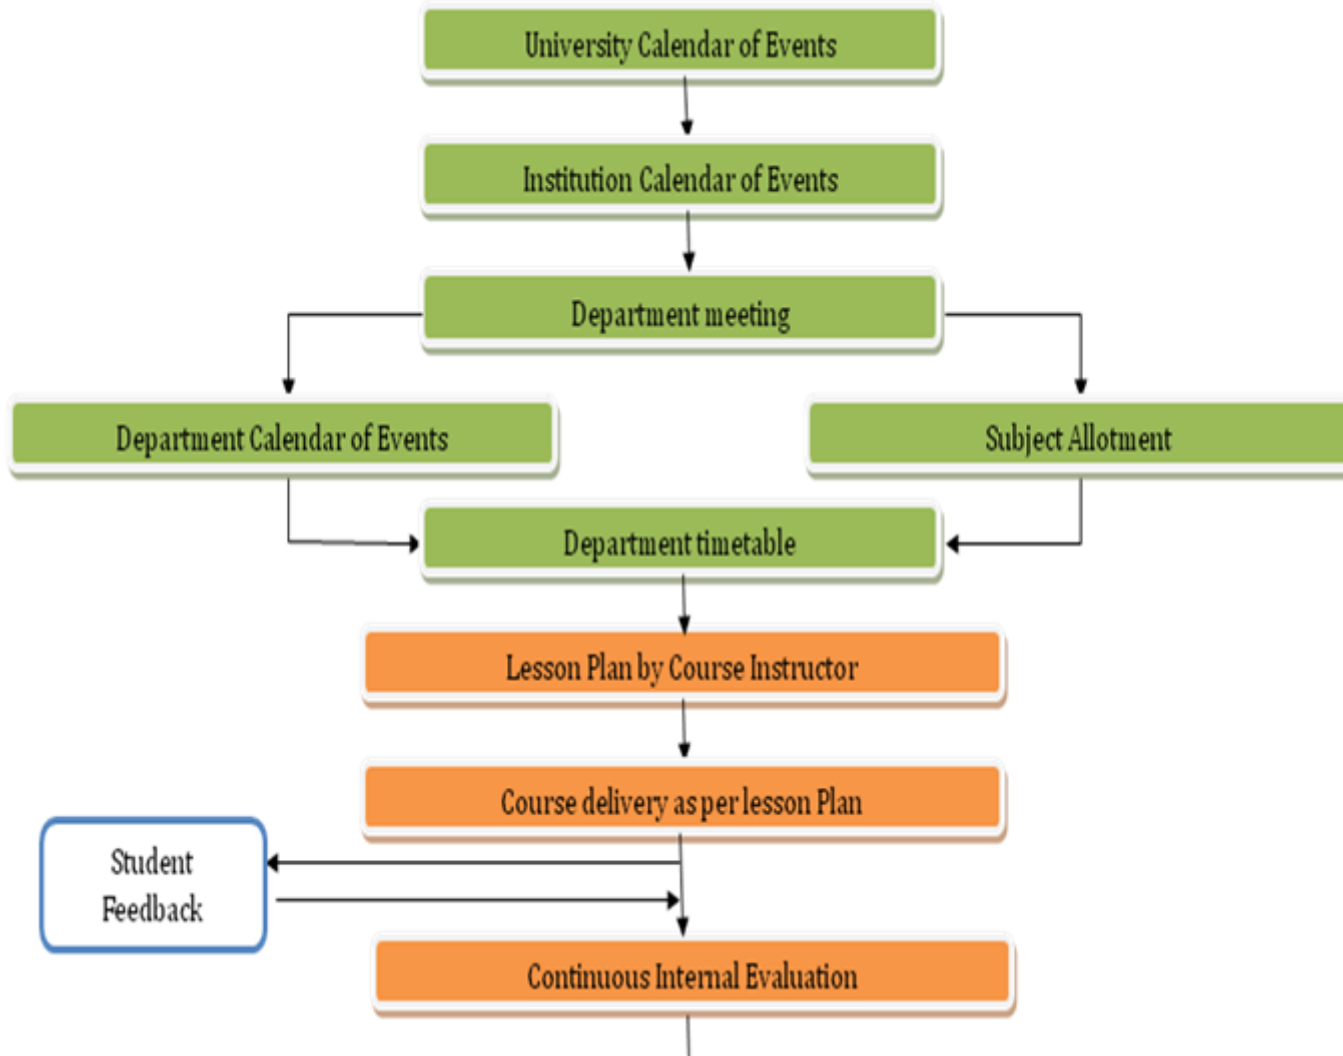 University Calendar of Events
Institution Calendar of Events
Department meeting
Department Calendar of Events
Subject Allotment
Department timetable
Lesson Plan by Course Instructor
Course delivery as per lesson Plan
Student
Feedback
Continuous Internal Evaluation